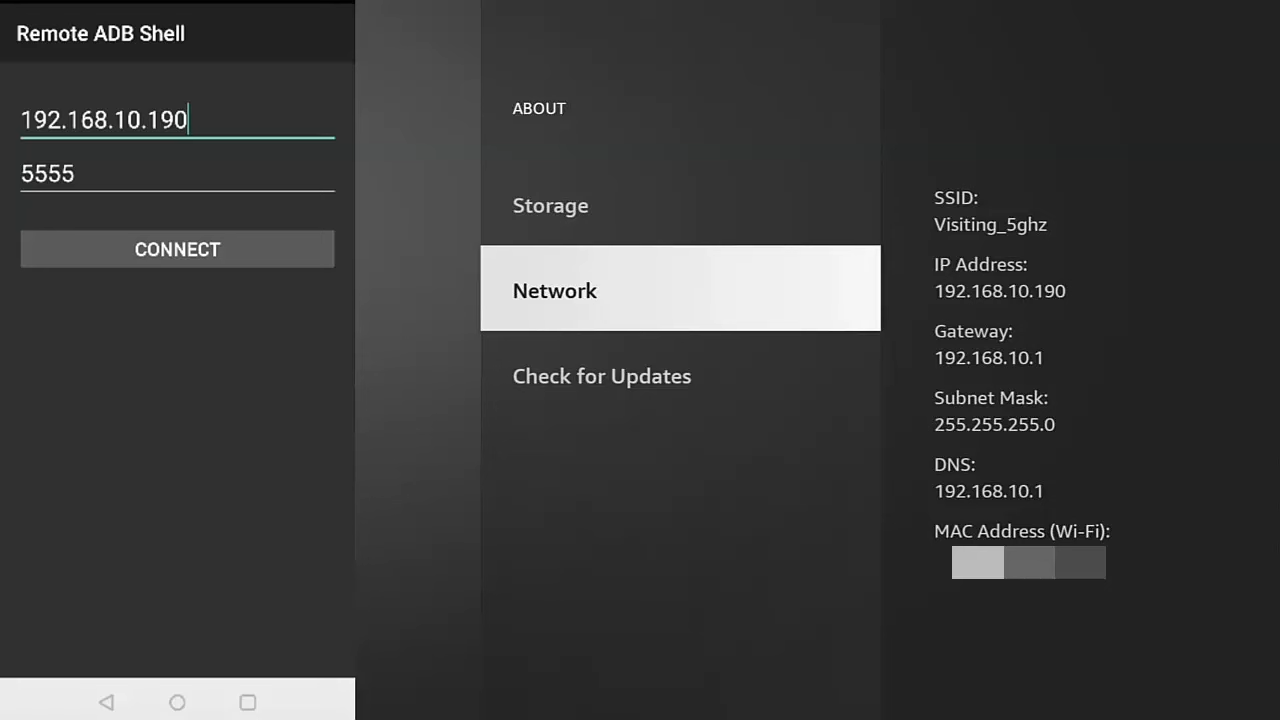 Remote ADB Shell
192.168.10.190
5555
CONNECT
ABOUT
Storage
Network
Check for Updates
SSID:
Visiting_5ghz
IP Address:
192.168.10.190
Gateway:
192.168.10.1
Subnet Mask:
255.255.255.0
DNS:
192.168.10.1
MAC Address (Wi-Fi):